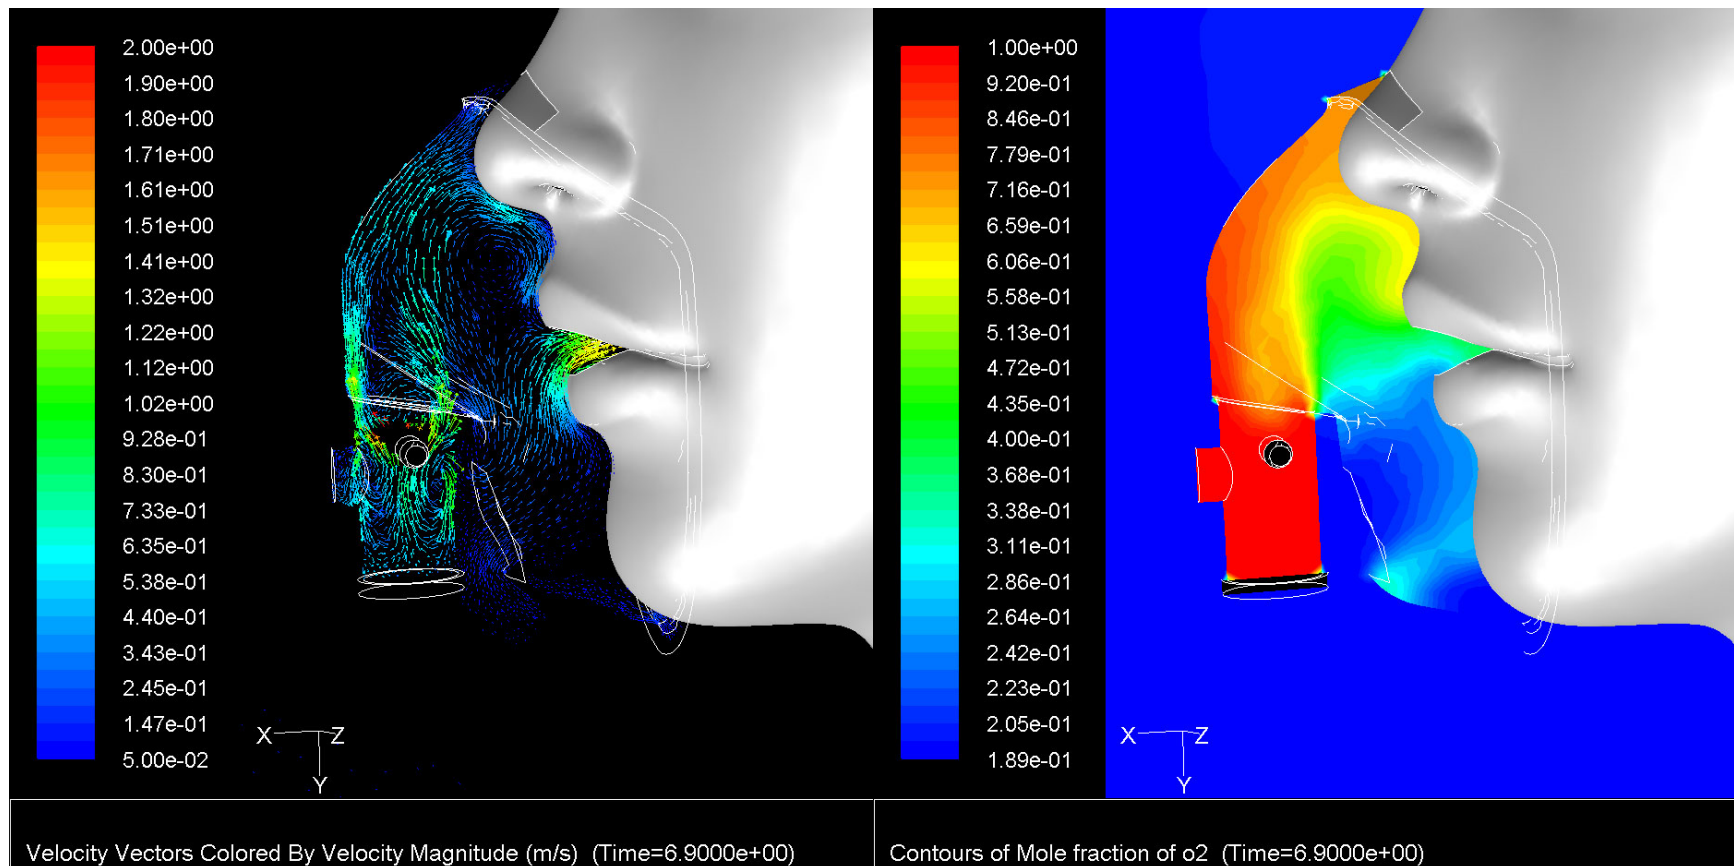 2.00e+00
1.90e+00
1.80e+00
1.71e+00
1.61e+00
1.51e+00
1.41e+00
1.32e+00
1.22e+00
1.12e+00
1.02e+00
9.28e-01
8.30e-01
7.33e-01
6.35e-01
5.38e-01
4.40e-01
3.43e-01
2.45e-01
1.47e-01
5.00e-02
X
Z
Y
Velocity Vectors Colored By Velocity Magnitude (m/s) (Time=6.9000e+00)
1.00e+00
9.20e-01
8.46e-01
7.79e-01
7.16e-01
6.59e-01
6.06e-01
5.58e-01
5.13e-01
4.72e-01
4.35e-01
4.00e-01
3.68e-01
3.38e-01
3.11e-01
2.86e-01
2.64e-01
2.42e-01
2.23e-01
2.05e-01
1.89e-01
X
Z
Y
Contours of Mole fraction of o2 (Time=6.9000e+00)